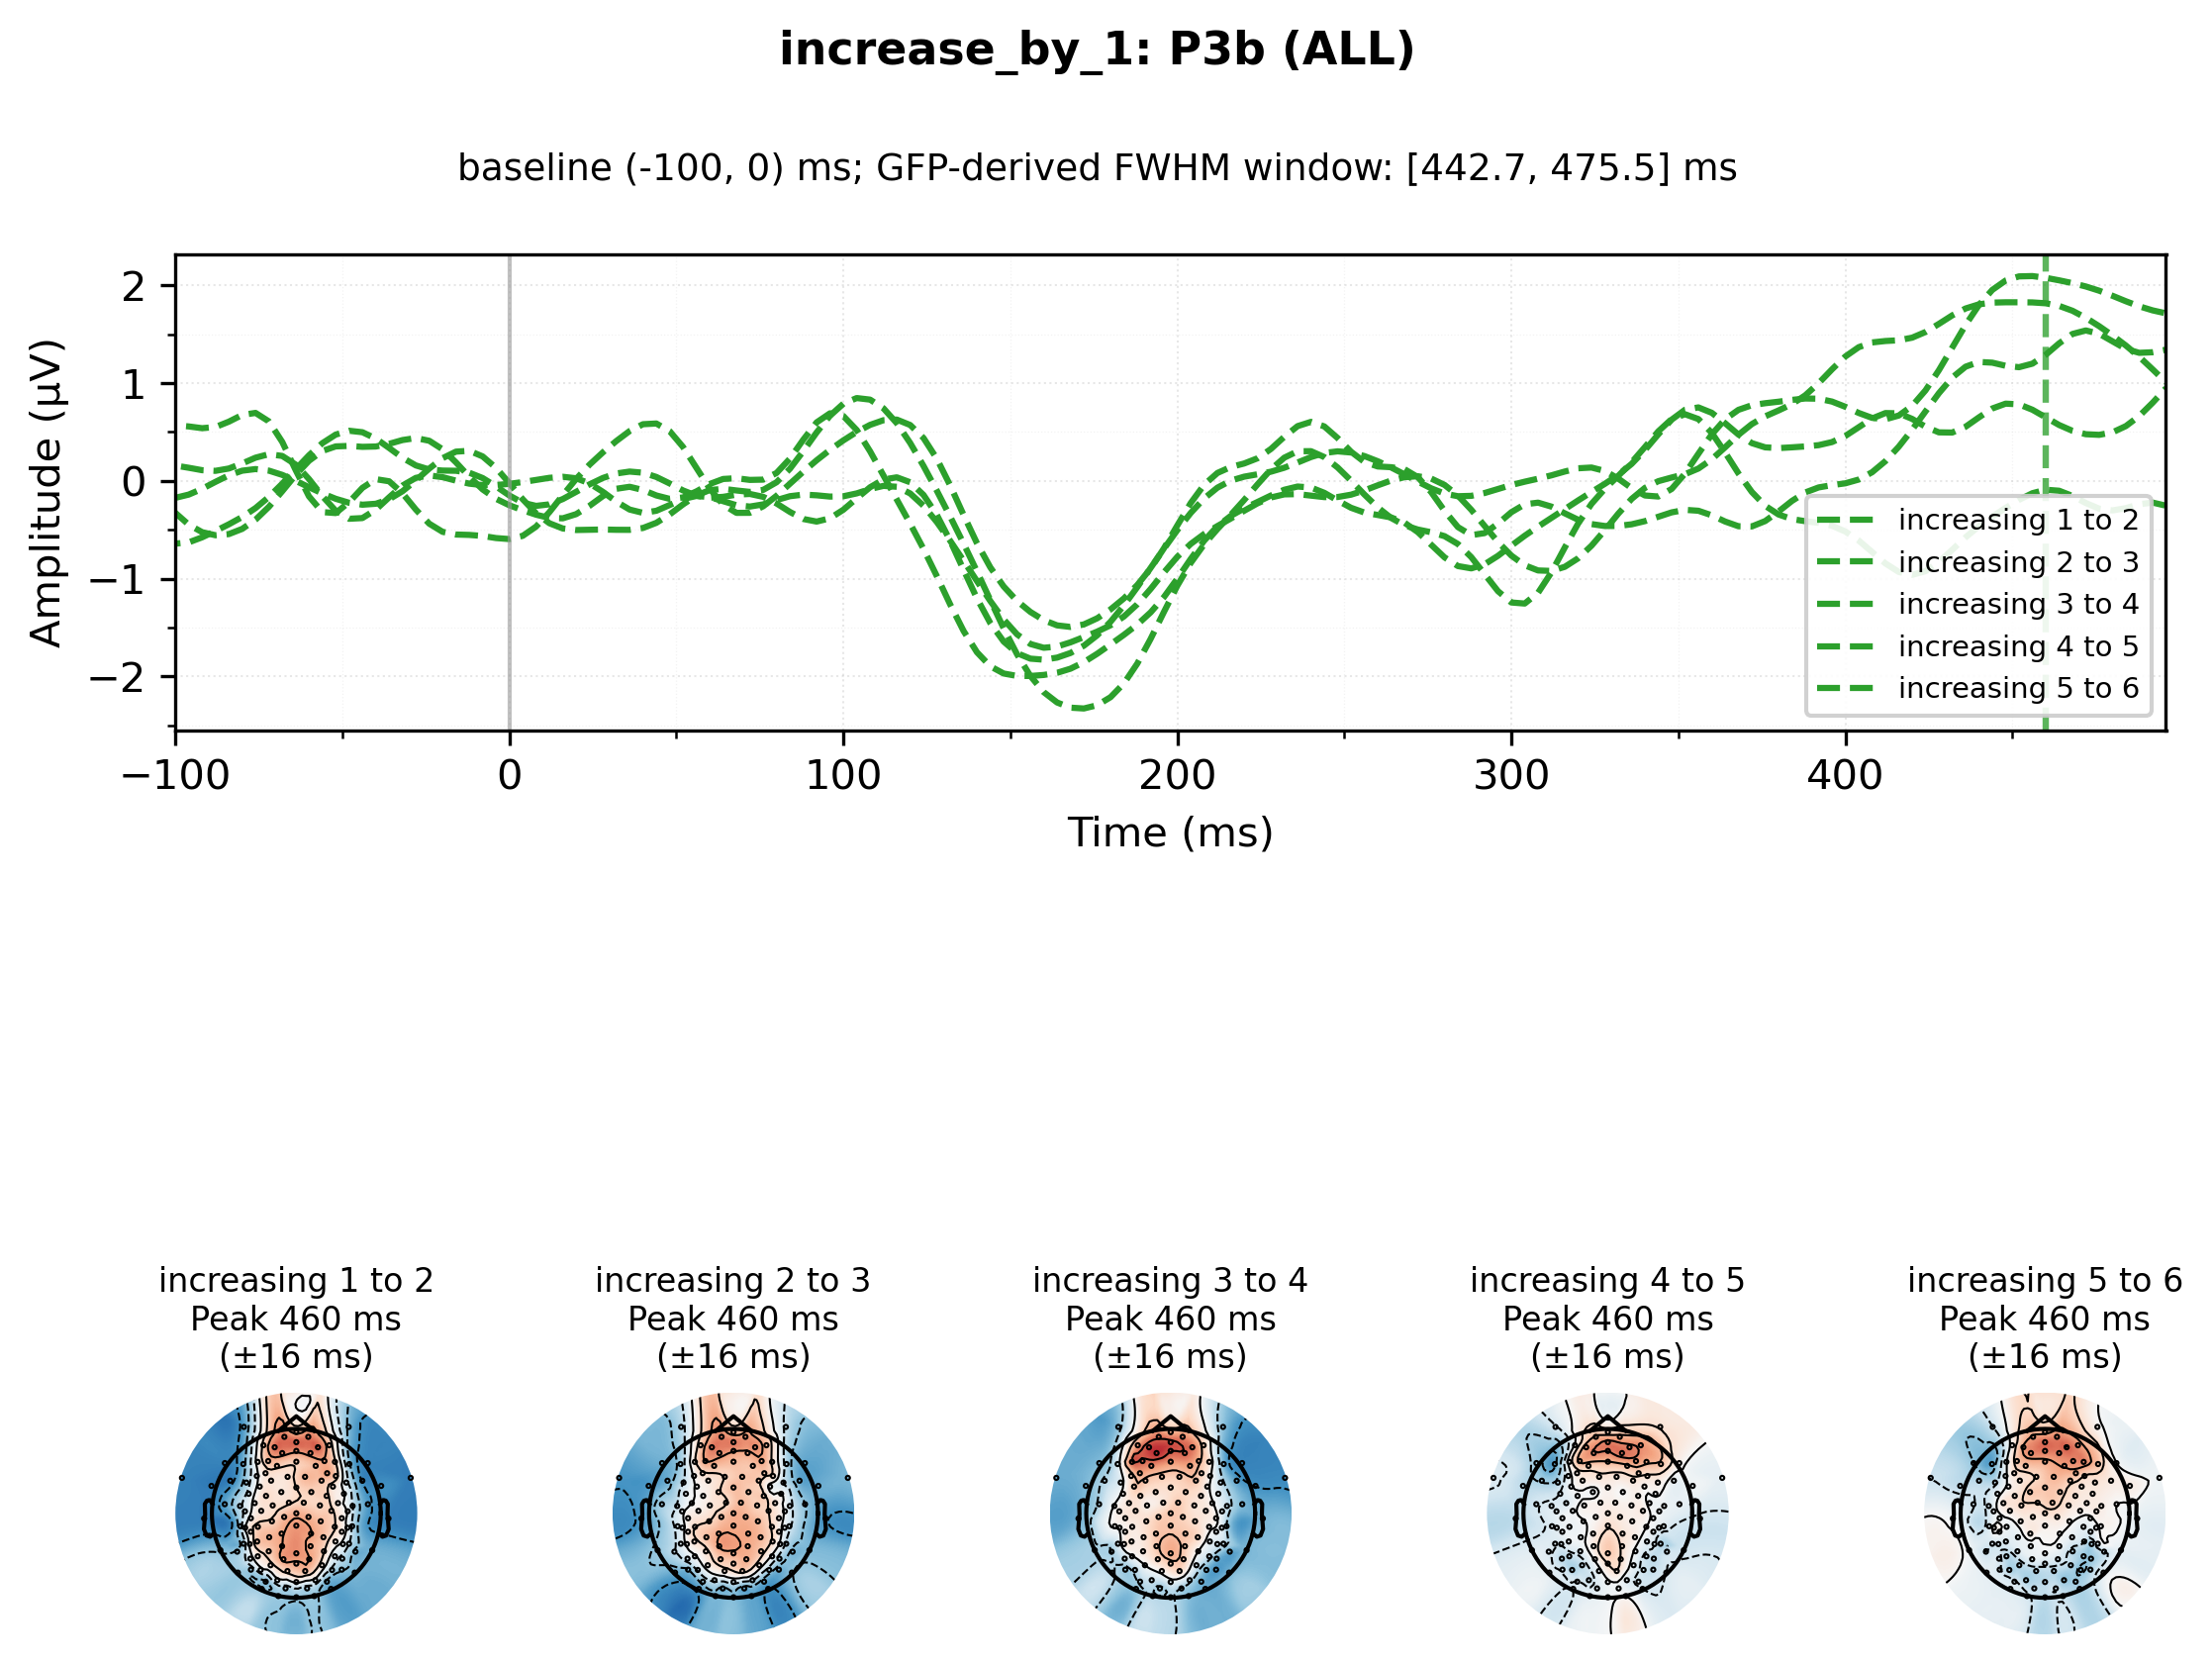 increase_by_1: P3b (ALL)
baseline (-100, 0) ms; GFP-derived FWHM window: [442.7, 475.5] ms
Amplitude (µV)
2
1
0
−1
−2
increasing 1 to 2
increasing 2 to 3
increasing 3 to 4
increasing 4 to 5
increasing 5 to 6
−100 0 100 200 300 400
Time (ms)
increasing 1 to 2
Peak 460 ms
(±16 ms)
increasing 2 to 3
Peak 460 ms
(±16 ms)
increasing 3 to 4
Peak 460 ms
(±16 ms)
increasing 4 to 5
Peak 460 ms
(±16 ms)
increasing 5 to 6
Peak 460 ms
(±16 ms)